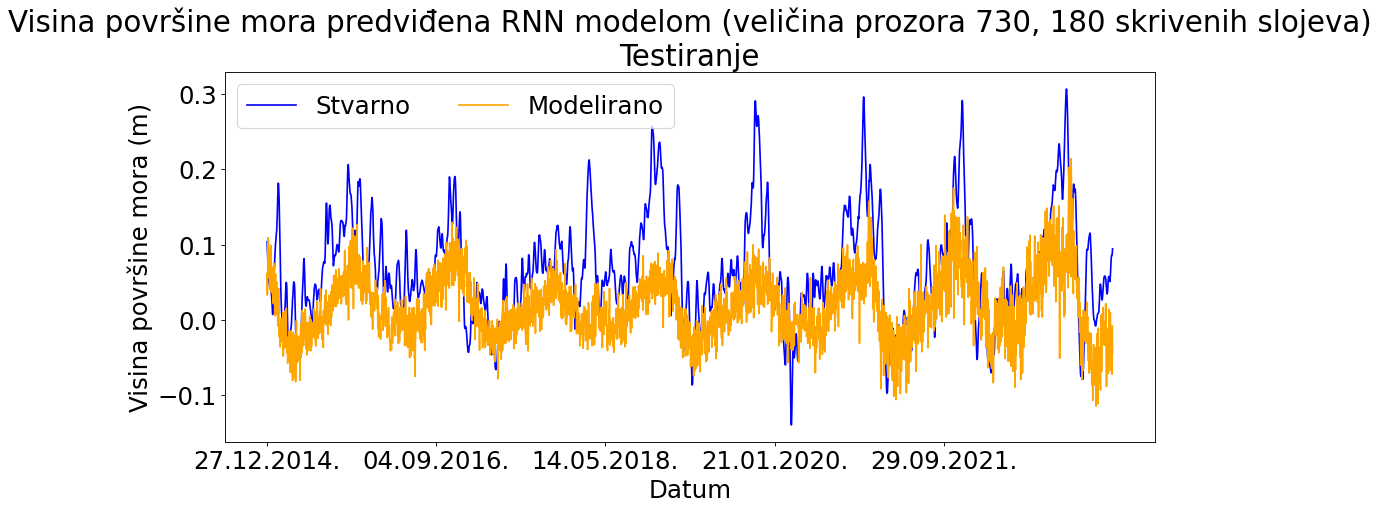 Visina površine mora predviđena RNN modelom (veličina prozora 730, 180 skrivenih slojeva)
Testiranje
Stvarno Modelirano
Visina površine mora (m)
0.3
0.2
0.1
0.0
−0.1
27.12.2014. 04.09.2016. 14.05.2018. 21.01.2020. 29.09.2021.
Datum